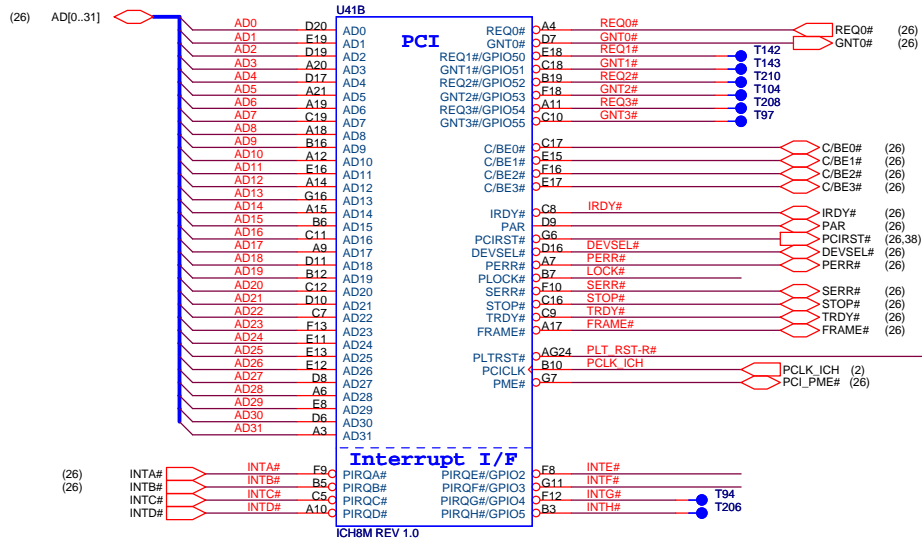 U41B
(26) AD[0..31]
PCI
AD0 D20 AD0
AD1 E19 AD1
AD2 D19 AD2
AD3 A20 AD3
AD4 D17 AD4
AD5 A21 AD5
AD6 A19 AD6
AD7 C19 AD7
AD8 A18 AD8
AD9 B16 AD9
AD10 A12 AD10
AD11 E16 AD11
AD12 A14 AD12
AD13 G16 AD13
AD14 A15 AD14
AD15 B6 AD15
AD16 C11 AD16
AD17 A9 AD17
AD18 D11 AD18
AD19 B12 AD19
AD20 C12 AD20
AD21 D10 AD21
AD22 C7 AD22
AD23 F13 AD23
AD24 E11 AD24
AD25 E13 AD25
AD26 E12 AD26
AD27 D8 AD27
AD28 A6 AD28
AD29 E8 AD29
AD30 D6 AD30
AD31 A3 AD31
REQ0# A4 REQ0# REQ0# (26)
GNT0# D7 GNT0# GNT0# (26)
REQ1#/GPIO50 E18 REQ1# T142
GNT1#/GPIO51 C18 GNT1# T143
REQ2#/GPIO52 B19 REQ2# T210
GNT2#/GPIO53 F18 GNT2# T104
REQ3#/GPIO54 A11 REQ3# T208
GNT3#/GPIO55 C10 GNT3# T97
C/BE0# C17 C/BE0# (26)
C/BE1# E15 C/BE1# (26)
C/BE2# F16 C/BE2# (26)
C/BE3# E17 C/BE3# (26)
IRDY# C8 IRDY# IRDY# (26)
PAR D9 PAR (26)
PCIRST# G6 PCIRST# (26,38)
DEVSEL# D16 DEVSEL# DEVSEL# (26)
PERR# A7 PERR# PERR# (26)
PLOCK# B7 LOCK#
SERR# F10 SERR# SERR# (26)
STOP# C16 STOP# STOP# (26)
TRDY# C9 TRDY# TRDY# (26)
FRAME# A17 FRAME# FRAME# (26)
PLTRST# AG24 PLT_RST-R#
PCICLK B10 PCLK_ICH PCLK_ICH (2)
PME# G7 PCI_PME# (26)
Interrupt I/F
(26) INTA# INTA# F9 PIRQA#
(26) INTB# INTB# B5 PIRQB#
INTC# INTC# C5 PIRQC#
INTD# INTD# A10 PIRQD#
PIRQE#/GPIO2 F8 INTE#
PIRQF#/GPIO3 G11 INTF#
PIRQG#/GPIO4 F12 INTG# T94
PIRQH#/GPIO5 B3 INTH# T206
ICH8M REV 1.0